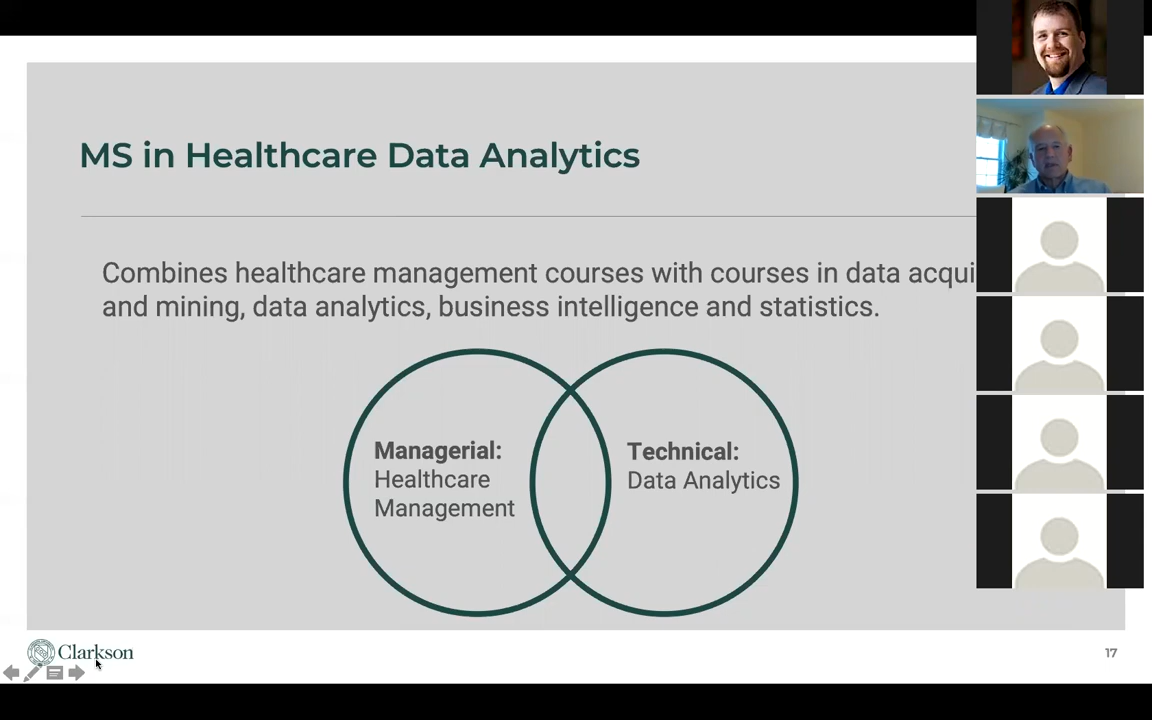 MS in Healthcare Data Analytics
Combines healthcare management courses with courses in data
and mining, data analytics, business intelligence and statistics.
Managerial:
Healthcare
Management
Technical:
Data Analytics
Clarkson
17